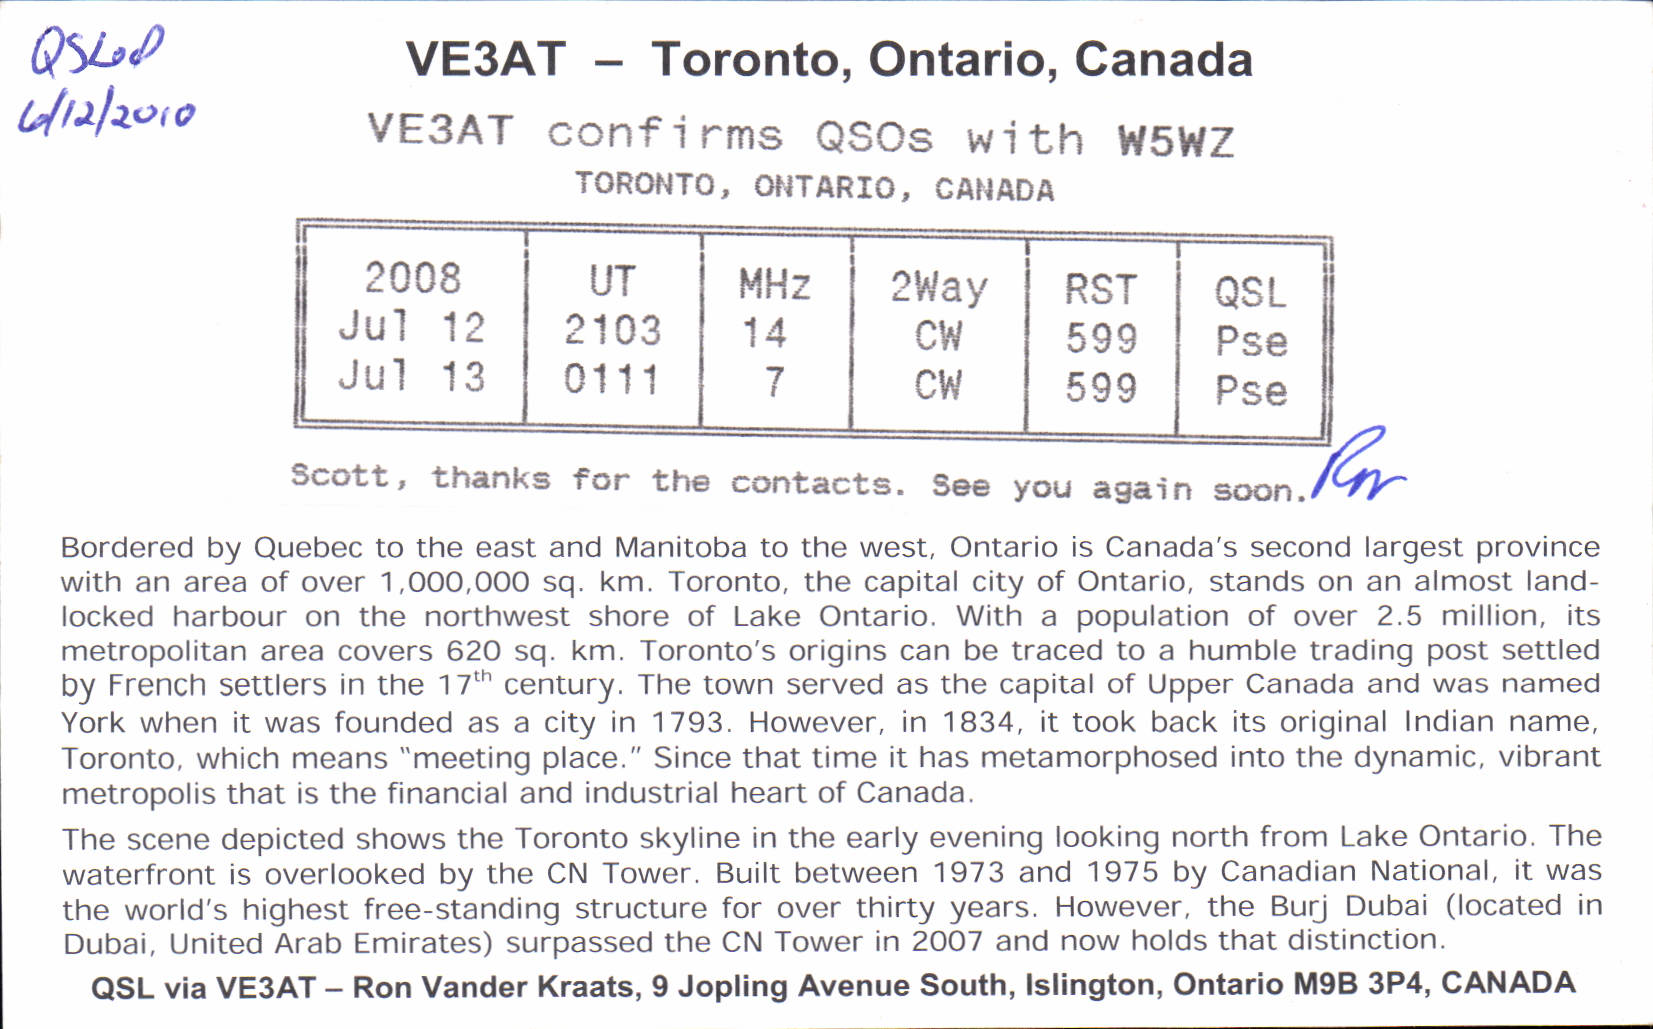 QSLed
6/12/2010
VE3AT – Toronto, Ontario, Canada
VE3AT confirms QSOs with W5WZ
TORONTO, ONTARIO, CANADA
2008 UT MHz 2Way RST QSL
Jul 12 2103 14 CW 599 Pse
Jul 13 0111 7 CW 599 Pse
Scott, thanks for the contacts. See you again soon. Ron
Bordered by Quebec to the east and Manitoba to the west, Ontario is Canada's second largest province
with an area of over 1,000,000 sq. km. Toronto, the capital city of Ontario, stands on an almost land-
locked harbour on the northwest shore of Lake Ontario. With a population of over 2.5 million, its
metropolitan area covers 620 sq. km. Toronto's origins can be traced to a humble trading post settled
by French settlers in the 17th century. The town served as the capital of Upper Canada and was named
York when it was founded as a city in 1793. However, in 1834, it took back its original Indian name,
Toronto, which means "meeting place." Since that time it has metamorphosed into the dynamic, vibrant
metropolis that is the financial and industrial heart of Canada.
The scene depicted shows the Toronto skyline in the early evening looking north from Lake Ontario. The
waterfront is overlooked by the CN Tower. Built between 1973 and 1975 by Canadian National, it was
the world's highest free-standing structure for over thirty years. However, the Burj Dubai (located in
Dubai, United Arab Emirates) surpassed the CN Tower in 2007 and now holds that distinction.
QSL via VE3AT – Ron Vander Kraats, 9 Jopling Avenue South, Islington, Ontario M9B 3P4, CANADA